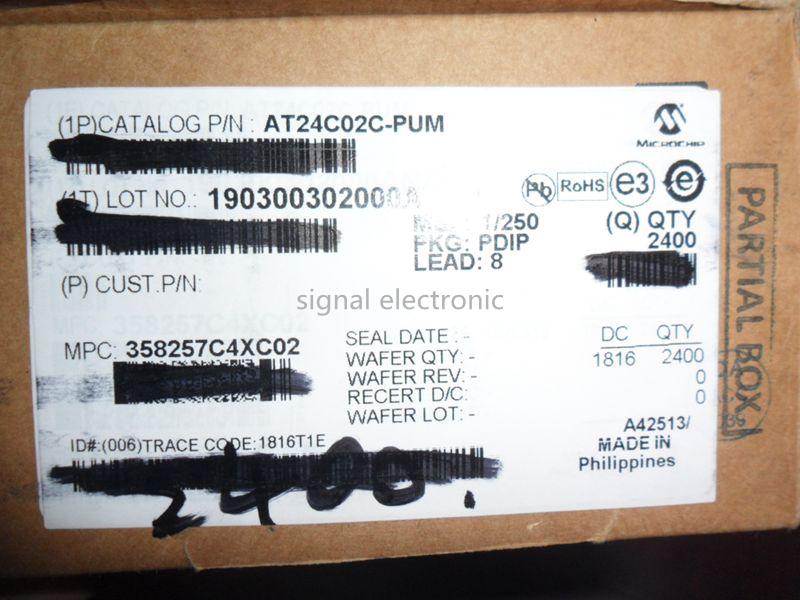 (1P)CATALOG P/N : AT24C02C-PUM
MICROCHIP
(1T) LOT NO.: 190300302000A
Pb RoHS e3 e
1/250
(Q) QTY
PKG: PDIP
2400
LEAD: 8
(P) CUST.P/N:
signal electronic
MPC: 358257C4XC02
SEAL DATE : -
WAFER QTY: -
WAFER REV: -
RECERT D/C: -
WAFER LOT: -
DC QTY
1816 2400
0
0
ID#:(006)TRACE CODE:1816T1E
A42513/
MADE iN
Philippines
2400.
PARTIAL BOX